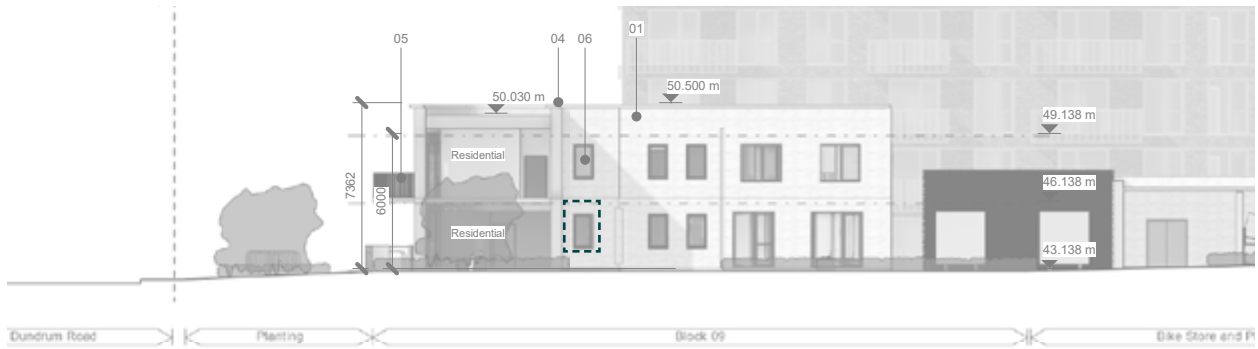 05
04
06
01
50.030 m
50.500 m
49.138 m
Residential
7362
6000
46.138 m
Residential
43.138 m
Dundrum Road
Planting
Block 09
Bike Store and